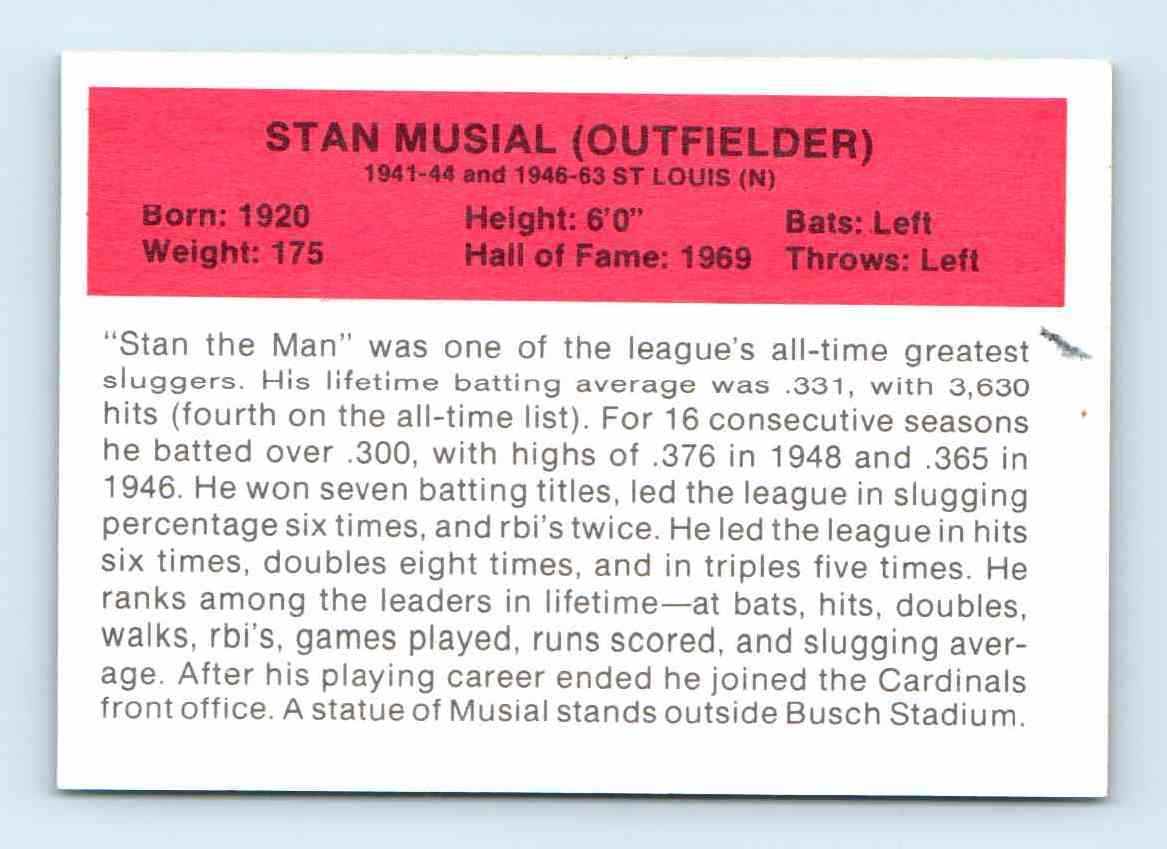 STAN MUSIAL (OUTFIELDER)
1941-44 and 1946-63 ST LOUIS (N)
Born: 1920 Height: 6'0" Bats: Left
Weight: 175 Hall of Fame: 1969 Throws: Left
"Stan the Man" was one of the league's all-time greatest
sluggers. His lifetime batting average was .331, with 3,630
hits (fourth on the all-time list). For 16 consecutive seasons
he batted over .300, with highs of .376 in 1948 and .365 in
1946. He won seven batting titles, led the league in slugging
percentage six times, and rbi's twice. He led the league in hits
six times, doubles eight times, and in triples five times. He
ranks among the leaders in lifetime—at bats, hits, doubles,
walks, rbi's, games played, runs scored, and slugging aver-
age. After his playing career ended he joined the Cardinals
front office. A statue of Musial stands outside Busch Stadium.